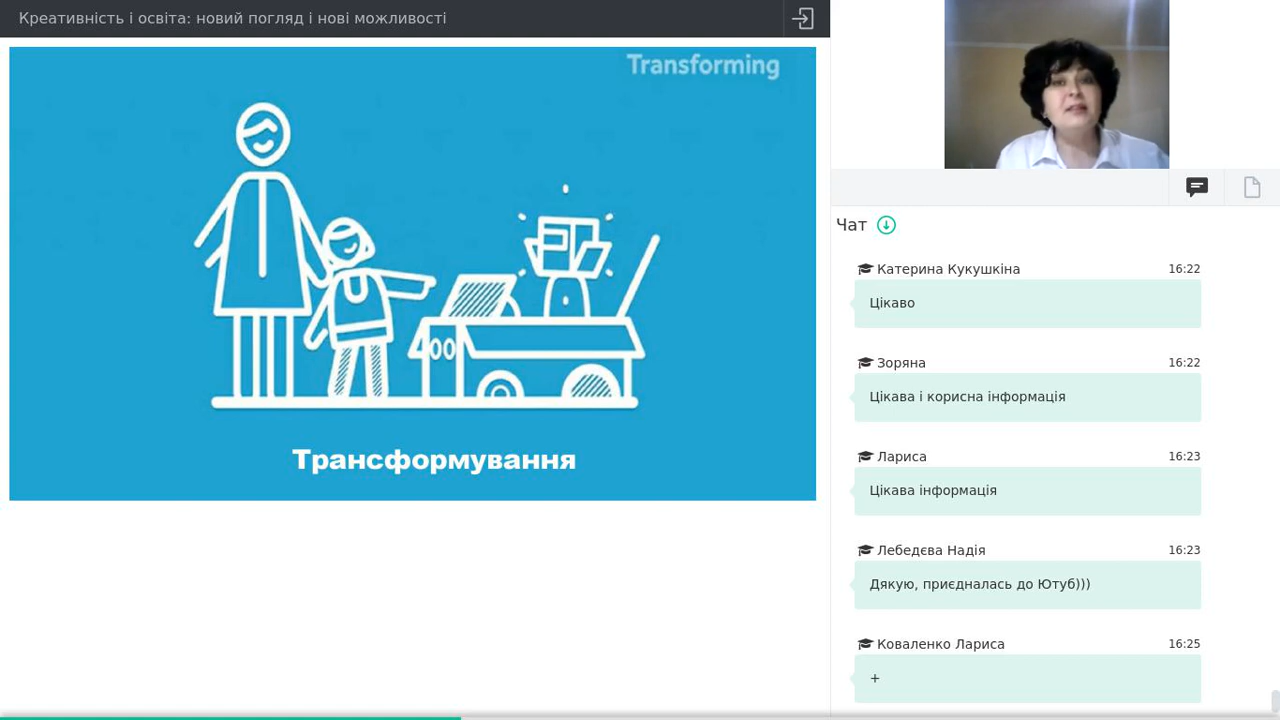 Креативність і освіта: новий погляд і нові можливості
Transforming
Трансформування
Чат
Катерина Кукушкіна 16:22
Цікаво
Зоряна 16:22
Цікава і корисна інформація
Лариса 16:23
Цікава інформація
Лебедєва Надія 16:23
Дякую, приєдналась до Ютуб)))
Коваленко Лариса 16:25
+